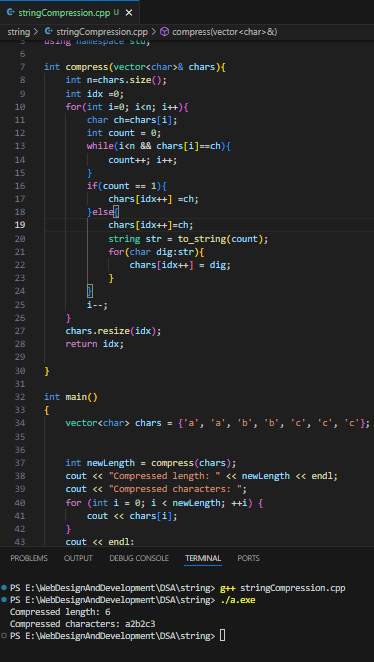 stringCompression.cpp U
string > stringCompression.cpp > compress(vector<char>&)
5 using namespace std;
6
7 int compress(vector<char>& chars){
8 int n=chars.size();
9 int idx =0;
10 for(int i=0; i<n; i++){
11 char ch=chars[i];
12 int count = 0;
13 while(i<n && chars[i]==ch){
14 count++; i++;
15 }
16 if(count == 1){
17 chars[idx++] =ch;
18 }else{
19 chars[idx++]=ch;
20 string str = to_string(count);
21 for(char dig:str){
22 chars[idx++] = dig;
23 }
24 }
25 i--;
26 }
27 chars.resize(idx);
28 return idx;
29
30 }
31
32 int main()
33 {
34 vector<char> chars = {'a', 'a', 'b', 'b', 'c', 'c', 'c'};
35
36
37 int newLength = compress(chars);
38 cout << "Compressed length: " << newLength << endl;
39 cout << "Compressed characters: ";
40 for (int i = 0; i < newLength; ++i) {
41 cout << chars[i];
42 }
43 cout << endl;
PROBLEMS OUTPUT DEBUG CONSOLE TERMINAL PORTS
PS E:\WebDesignAndDevelopment\DSA\string> g++ stringCompression.cpp
PS E:\WebDesignAndDevelopment\DSA\string> ./a.exe
Compressed length: 6
Compressed characters: a2b2c3
PS E:\WebDesignAndDevelopment\DSA\string>